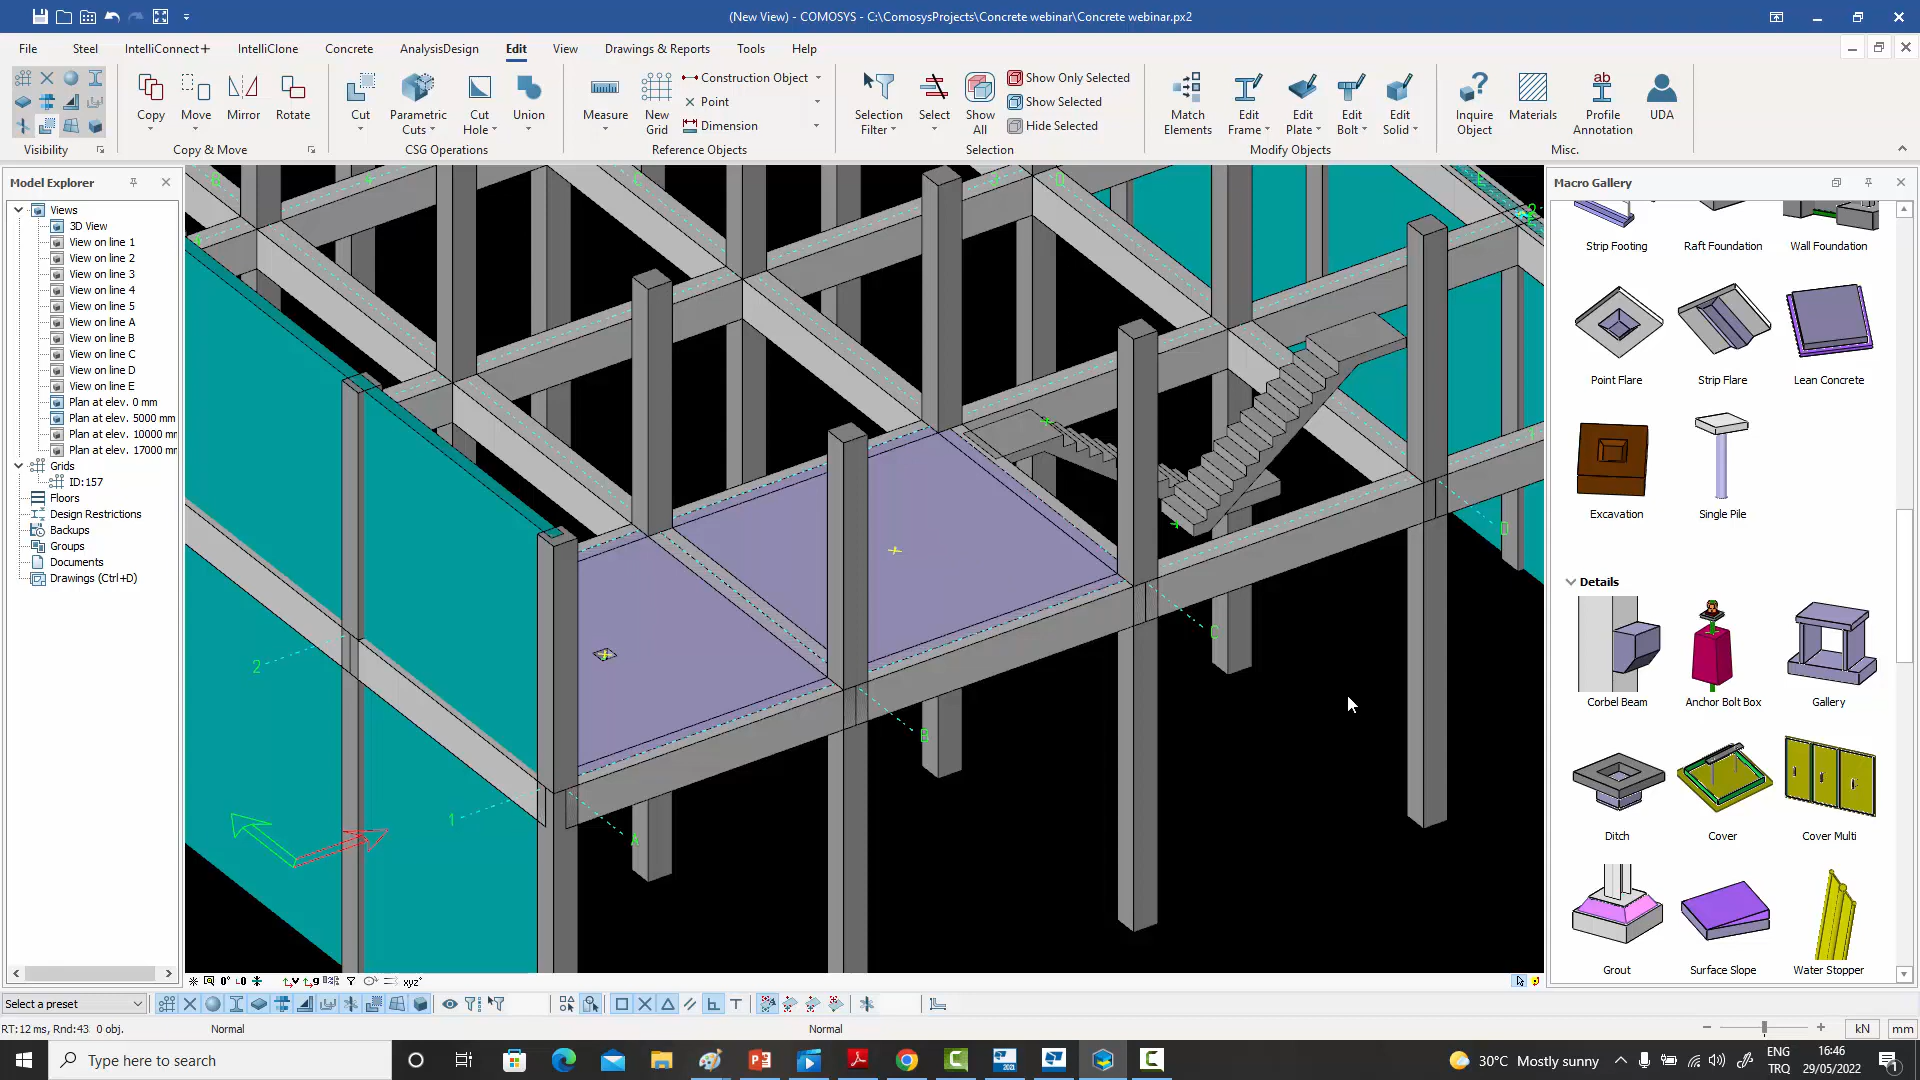 (New View) - COMOSYS - C:\ComosysProjects\Concrete webinar\Concrete webinar.px2
File Steel IntelliConnect+ IntelliClone Concrete AnalysisDesign Edit View Drawings & Reports Tools Help
Copy Move Mirror Rotate
Cut Parametric Cuts Cut Hole Union
Measure New Grid
Construction Object
Point
Dimension
Selection Filter Select Show All
Show Only Selected
Show Selected
Hide Selected
Match Elements Edit Frame Edit Plate Edit Bolt Edit Solid
Inquire Object Materials Profile Annotation UDA
Visibility Copy & Move CSG Operations Reference Objects Selection Modify Objects Misc.
Model Explorer
Views
3D View
View on line 1
View on line 2
View on line 3
View on line 4
View on line 5
View on line A
View on line B
View on line C
View on line D
View on line E
Plan at elev. 0 mm
Plan at elev. 5000 mm
Plan at elev. 10000 mm
Plan at elev. 17000 mm
Grids
ID:157
Floors
Design Restrictions
Backups
Groups
Documents
Drawings (Ctrl+D)
2
1
A
B
C
D
Macro Gallery
Strip Footing Raft Foundation Wall Foundation
Point Flare Strip Flare Lean Concrete
Excavation Single Pile
Details
Corbel Beam Anchor Bolt Box Gallery
Ditch Cover Cover Multi
Grout Surface Slope Water Stopper
Select a preset
RT:12 ms, Rnd:43 0 obj. Normal Normal kN mm
Type here to search
30°C Mostly sunny
ENG
TRQ
16:46
29/05/2022